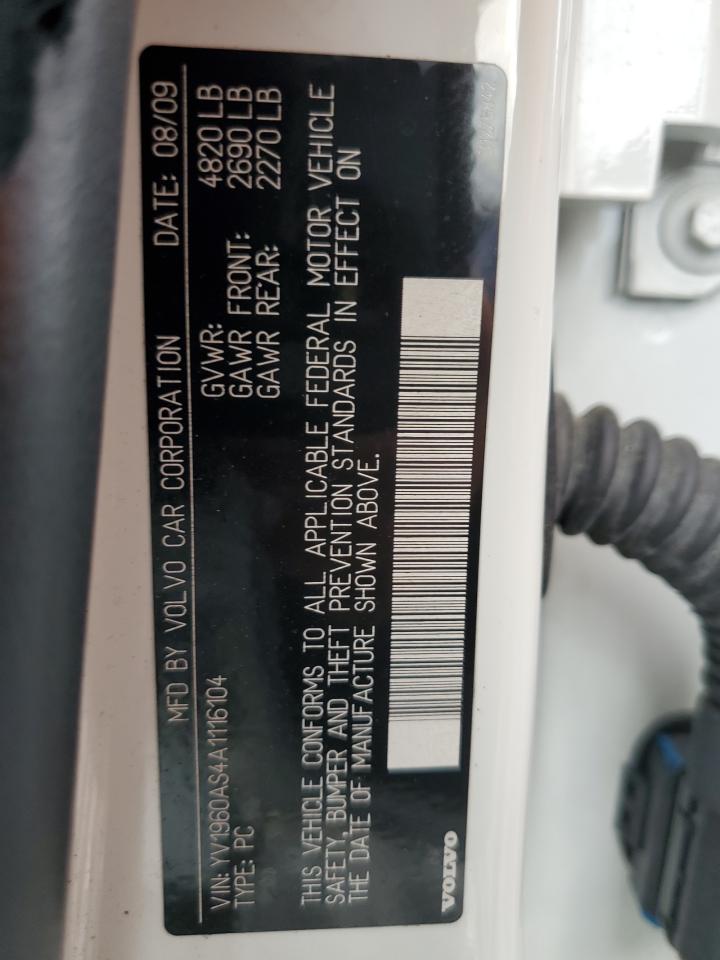 MFD BY VOLVO CAR CORPORATION DATE: 08/09
VIN: YV1960AS4A1116104 GVWR: 4820 LB
TYPE: PC GAWR FRONT: 2690 LB
GAWR REAR: 2270 LB
THIS VEHICLE CONFORMS TO ALL APPLICABLE FEDERAL MOTOR VEHICLE
SAFETY, BUMPER AND THEFT PREVENTION STANDARDS IN EFFECT ON
THE DATE OF MANUFACTURE SHOWN ABOVE.
VOLVO